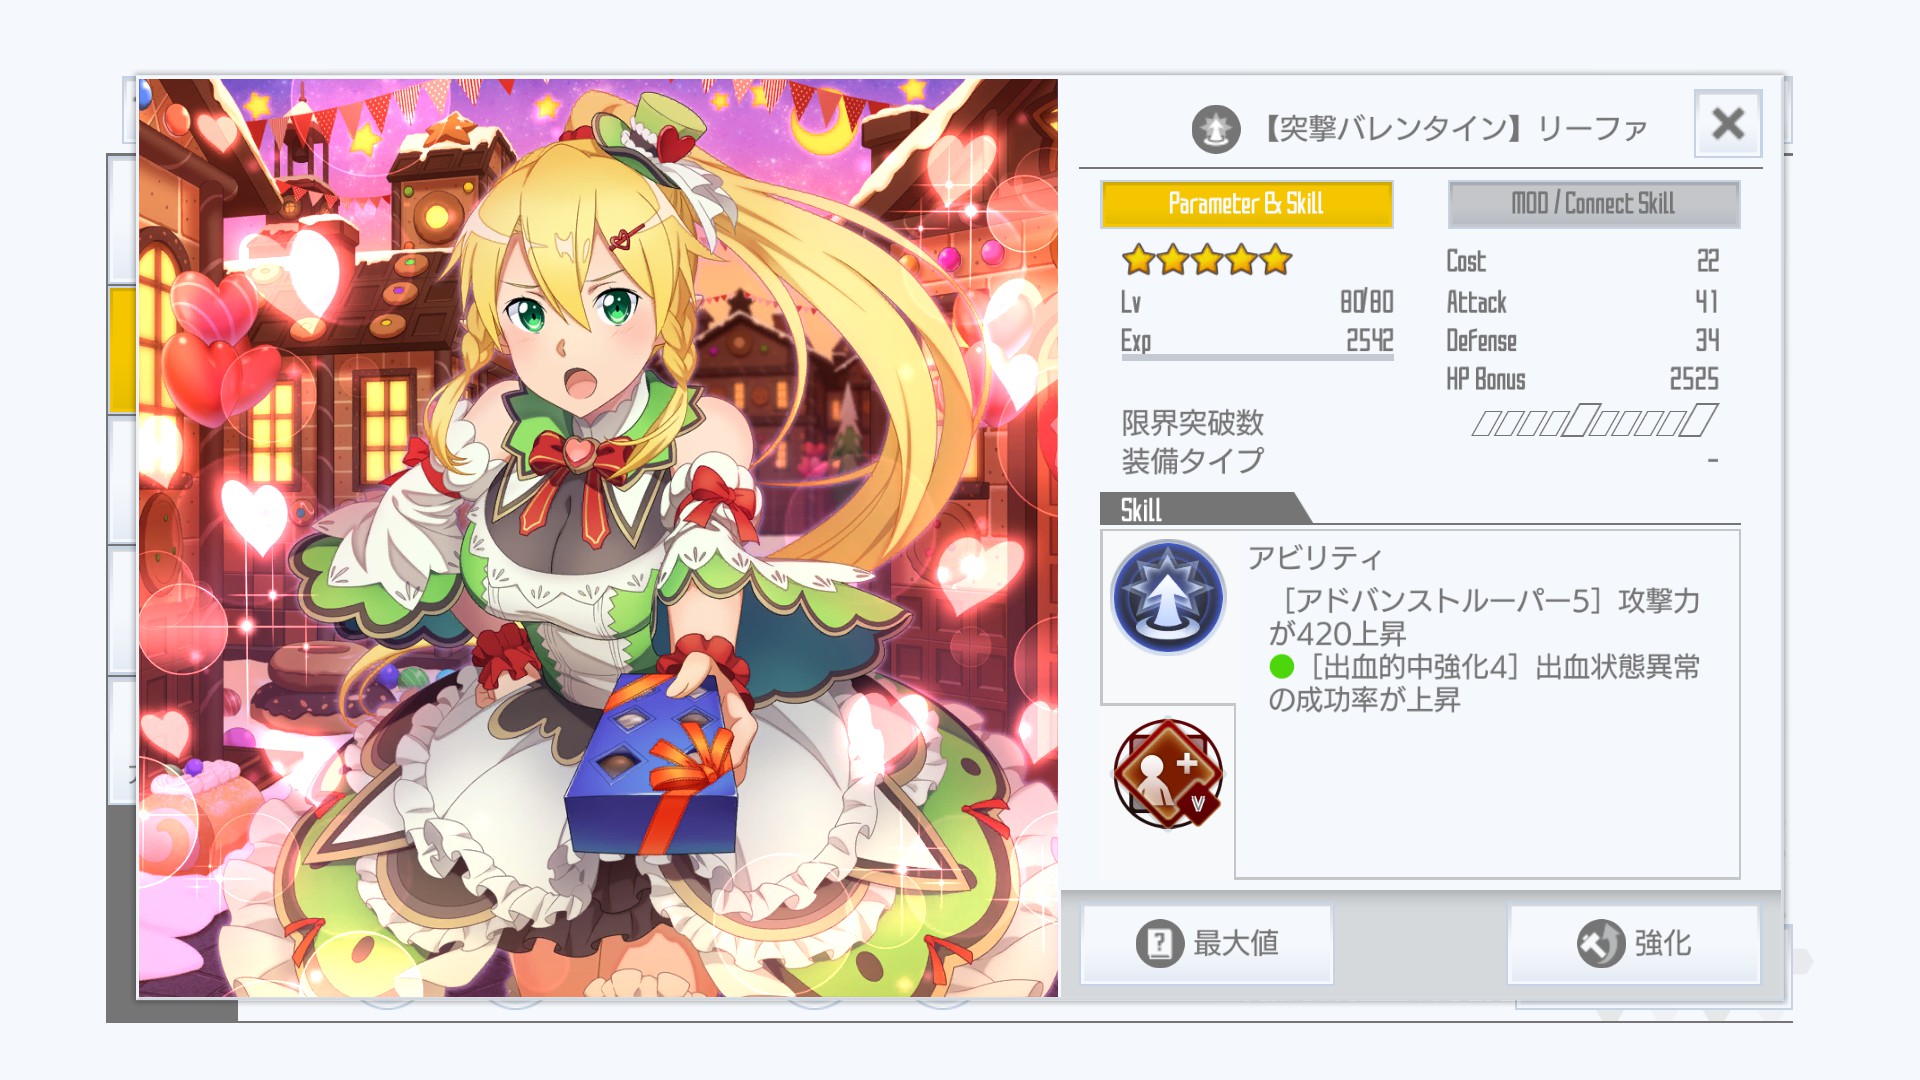 【突撃バレンタイン】リーファ
Parameter & Skill
MOD / Connect Skill
Lv 80/80
Exp 2542
Cost 22
Attack 41
Defense 34
HP Bonus 2525
限界突破数
装備タイプ -
Skill
アビリティ
［アドバンストルーパー5］攻撃力
が420上昇
［出血的中強化4］出血状態異常
の成功率が上昇
V
? 最大値
強化